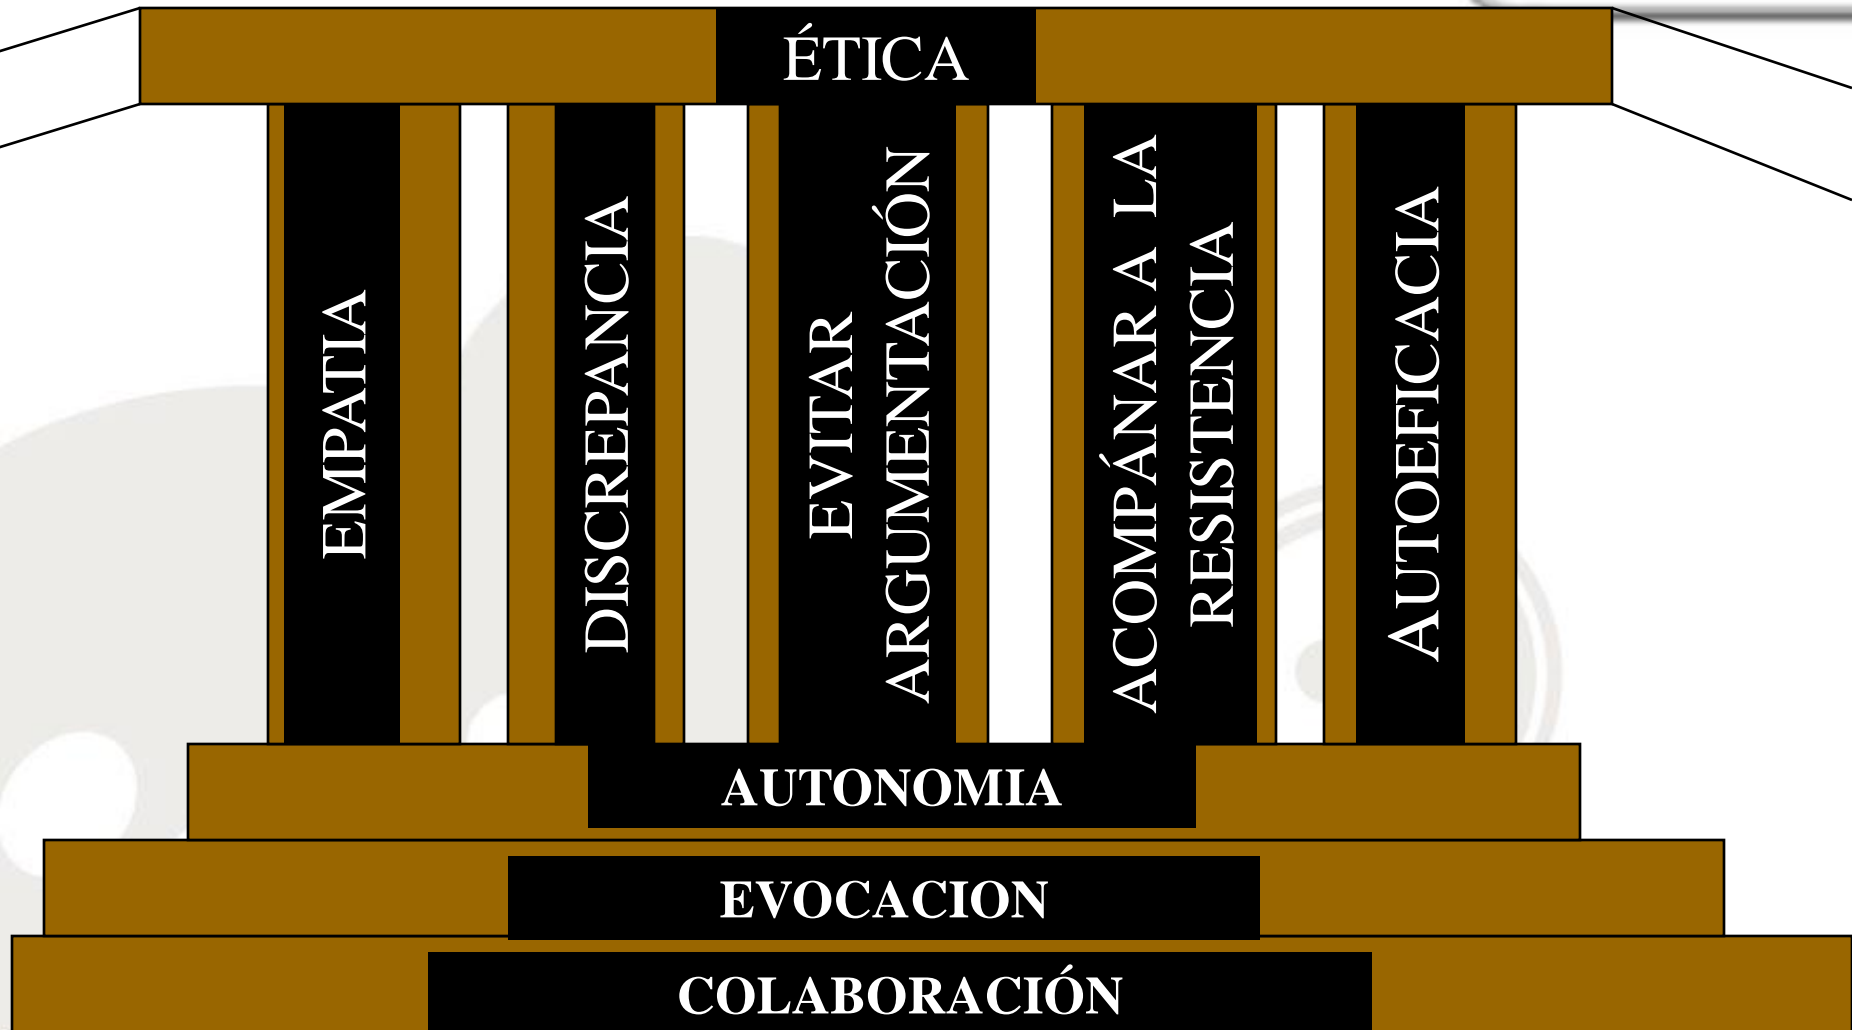 ÉTICA
EMPATIA
DISCREPANCIA
EVITAR
ARGUMENTACIÓN
ACOMPÁNAR A LA
RESISTENCIA
AUTOEFICACIA
AUTONOMIA
EVOCACION
COLABORACIÓN